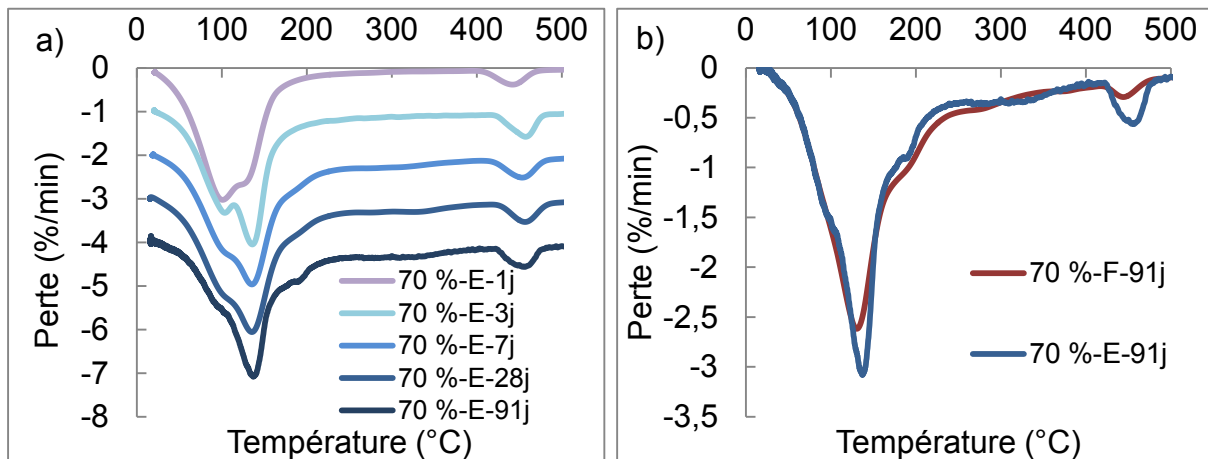 a)
0 100 200 300 400 500
0
-1
-2
-3
-4
-5
-6
-7
-8
Perte (%/min)
Température (°C)
70 %-E-1j
70 %-E-3j
70 %-E-7j
70 %-E-28j
70 %-E-91j
b)
0 100 200 300 400 500
0
-0,5
-1
-1,5
-2
-2,5
-3
-3,5
Perte (%/min)
Température (°C)
70 %-F-91j
70 %-E-91j